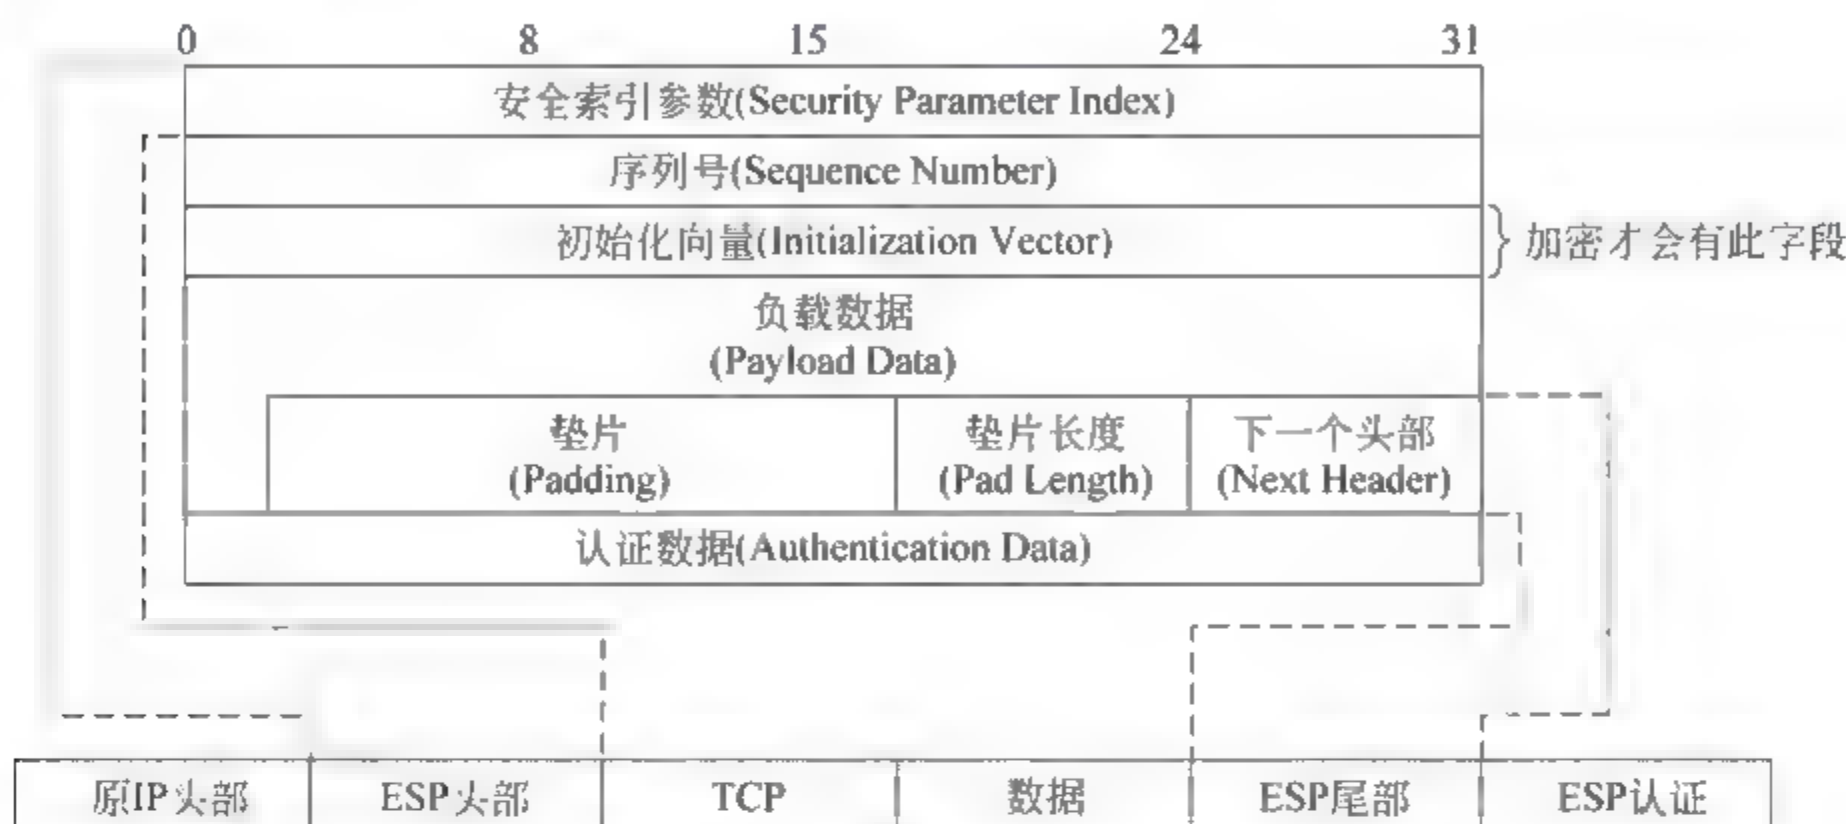 0 8 15 24 31
安全索引参数(Security Parameter Index)
序列号(Sequence Number)
初始化向量(Initialization Vector)
加密才会有此字段
负载数据
(Payload Data)
垫片
(Padding)
垫片长度
(Pad Length)
下一个头部
(Next Header)
认证数据(Authentication Data)
原IP头部 ESP头部 TCP 数据 ESP尾部 ESP认证